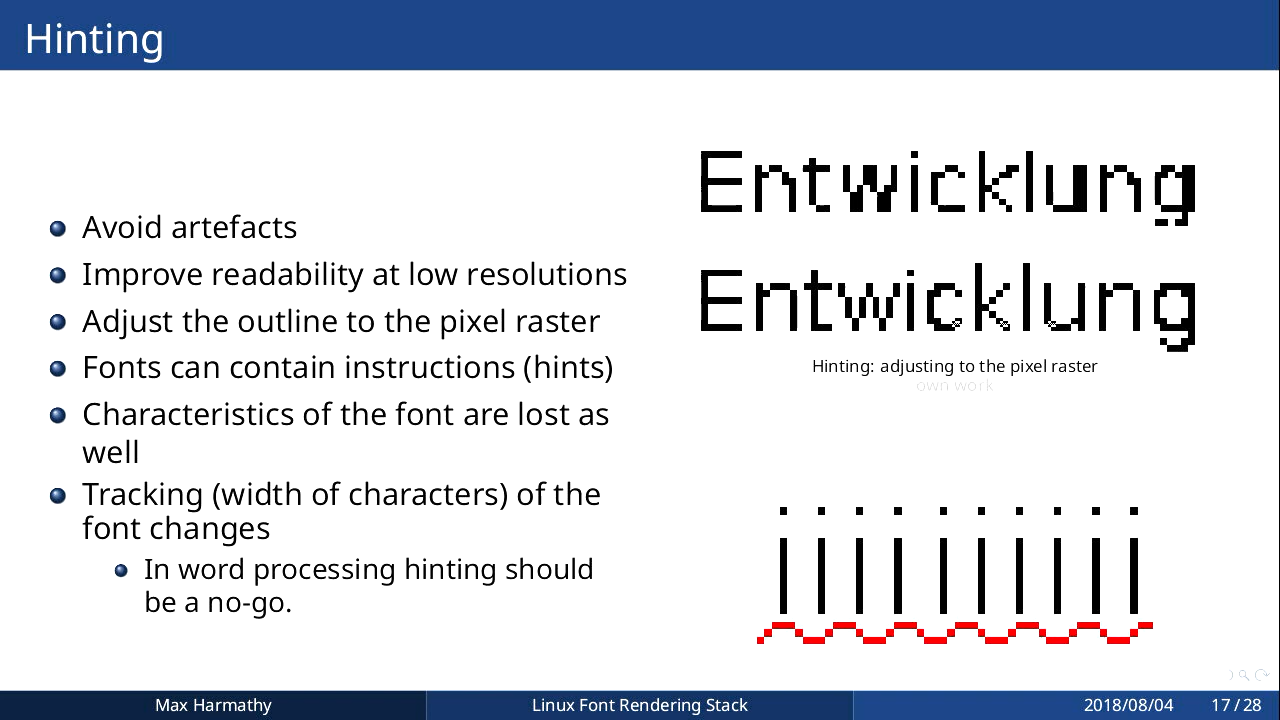 Hinting
Avoid artefacts
Improve readability at low resolutions
Adjust the outline to the pixel raster
Fonts can contain instructions (hints)
Characteristics of the font are lost as
well
Tracking (width of characters) of the
font changes
In word processing hinting should
be a no-go.
Entwicklung
Entwicklung
Hinting: adjusting to the pixel raster
own work
iiiiiiiiii
Max Harmathy
Linux Font Rendering Stack
2018/08/04
17 / 28